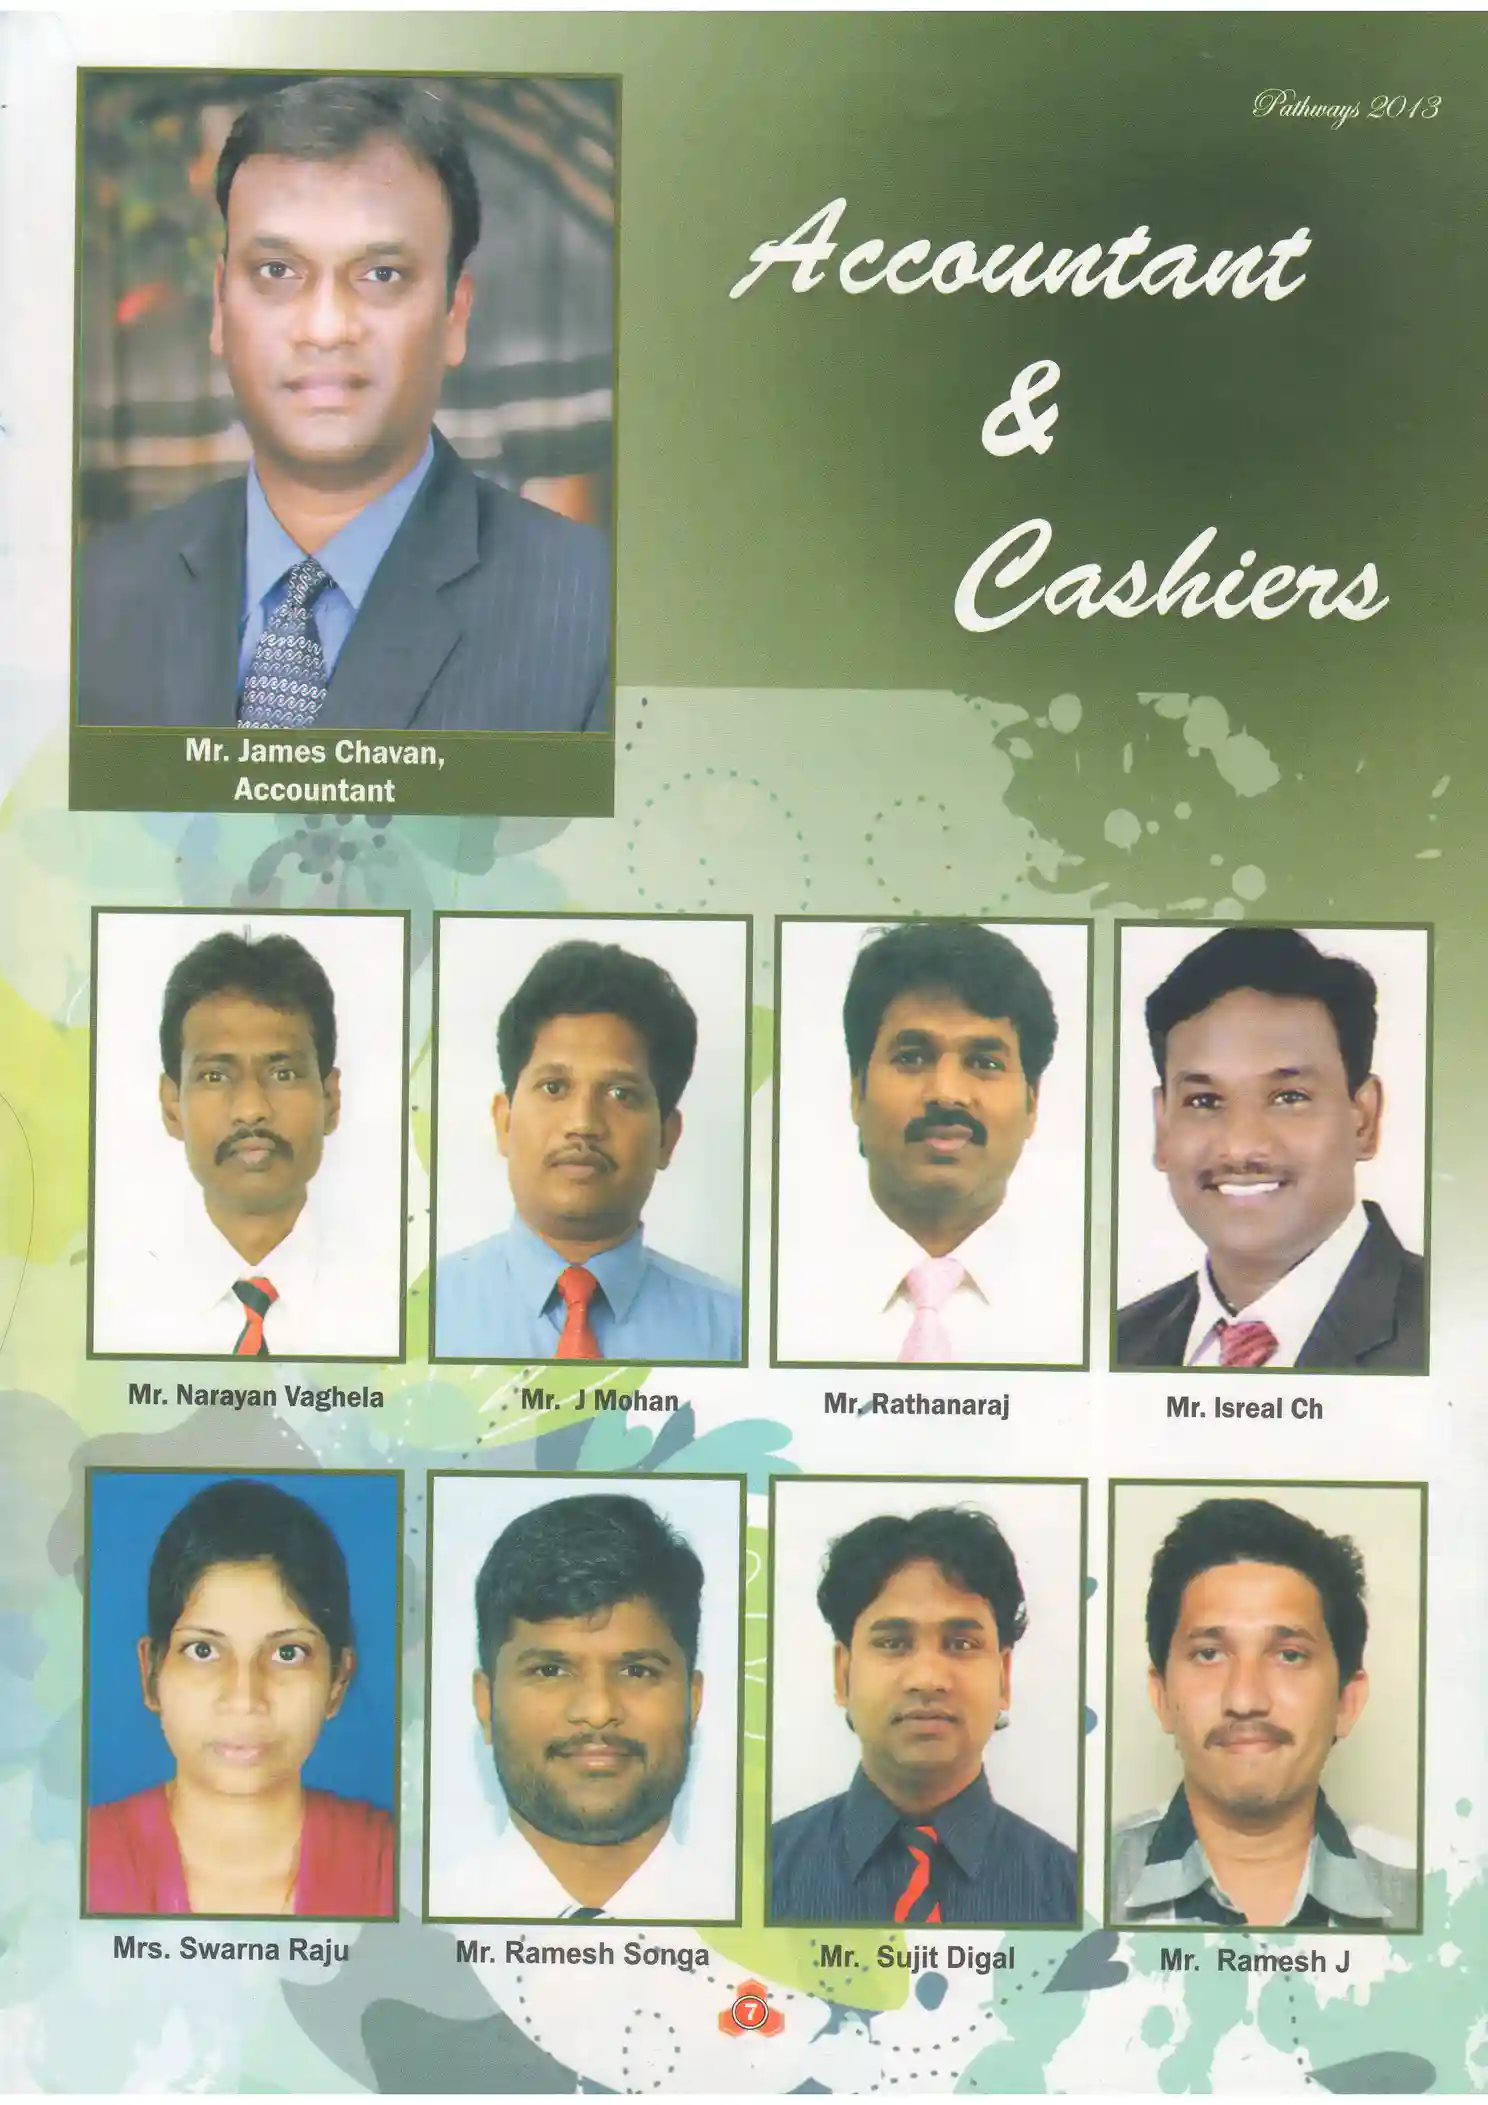 Pathways 2013
Accountant
&
Cashiers
Mr. James Chavan,
Accountant
Mr. Narayan Vaghela
Mr. J Mohan
Mr. Rathanaraj
Mr. Isreal Ch
Mrs. Swarna Raju
Mr. Ramesh Songa
Mr. Sujit Digal
Mr. Ramesh J
7